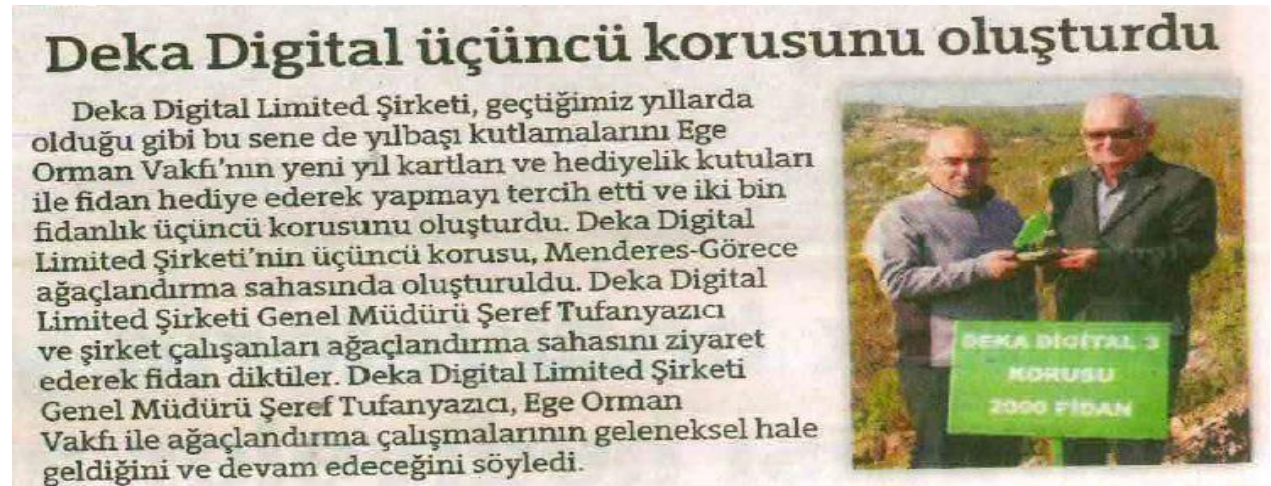 Deka Digital üçüncü korusunu oluşturdu
Deka Digital Limited Şirketi, geçtiğimiz yıllarda
olduğu gibi bu sene de yılbaşı kutlamalarını Ege
Orman Vakfı'nın yeni yıl kartları ve hediyelik kutuları
ile fidan hediye ederek yapmayı tercih etti ve iki bin
fidanlık üçüncü korusunu oluşturdu. Deka Digital
Limited Şirketi'nin üçüncü korusu, Menderes-Görece
ağaçlandırma sahasında oluşturuldu. Deka Digital
Limited Şirketi Genel Müdürü Şeref Tufanyazıcı
ve şirket çalışanları ağaçlandırma sahasını ziyaret
ederek fidan diktiler. Deka Digital Limited Şirketi
Genel Müdürü Şeref Tufanyazıcı, Ege Orman
Vakfı ile ağaçlandırma çalışmalarının geleneksel hale
geldiğini ve devam edeceğini söyledi.
DEKA DİGİTAL 3
KORUSU
2000 FİDAN